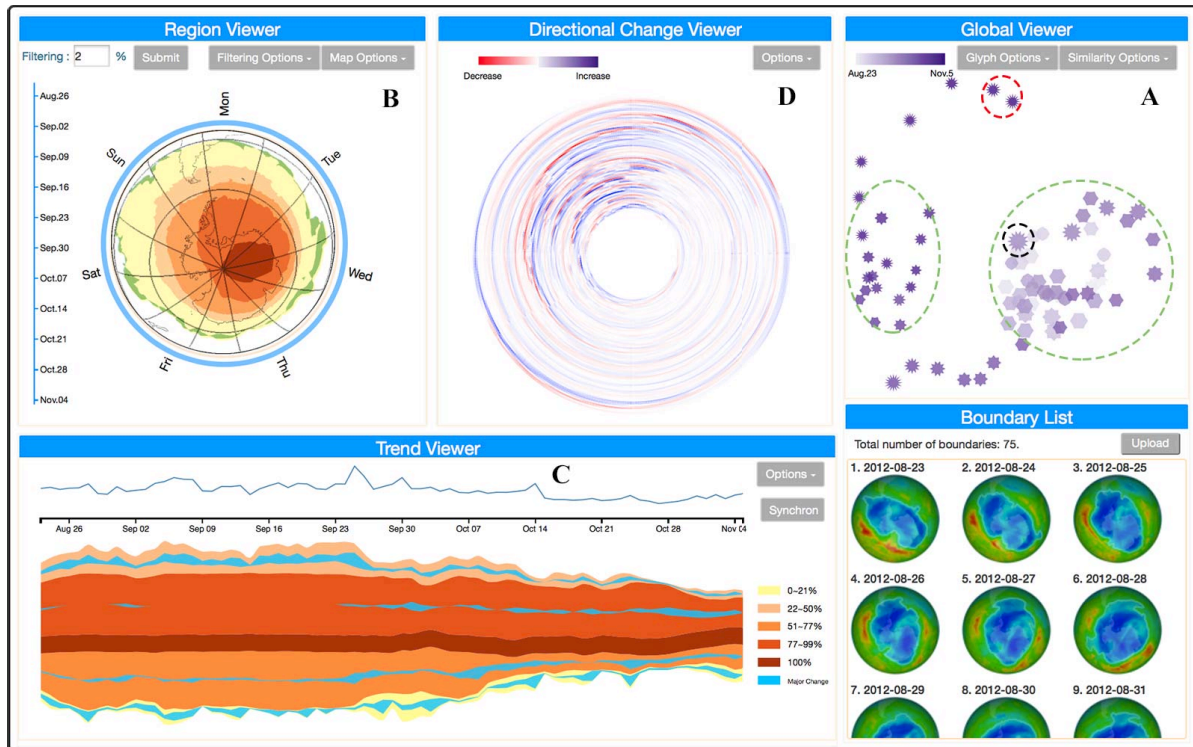 Region Viewer
Filtering : 2 % Submit Filtering Options - Map Options -
B
Aug.26
Sep.02
Sep.09
Sep.16
Sep.23
Sep.30
Oct.07
Oct.14
Oct.21
Oct.28
Nov.04
Mon
Tue
Wed
Thu
Fri
Sat
Sun
Directional Change Viewer
Decrease Increase
Options -
D
Global Viewer
Aug.23 Nov.5
Glyph Options - Similarity Options -
A
Trend Viewer
C
Options -
Synchron
Aug 26 Sep 02 Sep 09 Sep 16 Sep 23 Sep 30 Oct 07 Oct 14 Oct 21 Oct 28 Nov 04
0~21%
22~50%
51~77%
77~99%
100%
Major Change
Boundary List
Total number of boundaries: 75. Upload
1. 2012-08-23 2. 2012-08-24 3. 2012-08-25
4. 2012-08-26 5. 2012-08-27 6. 2012-08-28
7. 2012-08-29 8. 2012-08-30 9. 2012-08-31